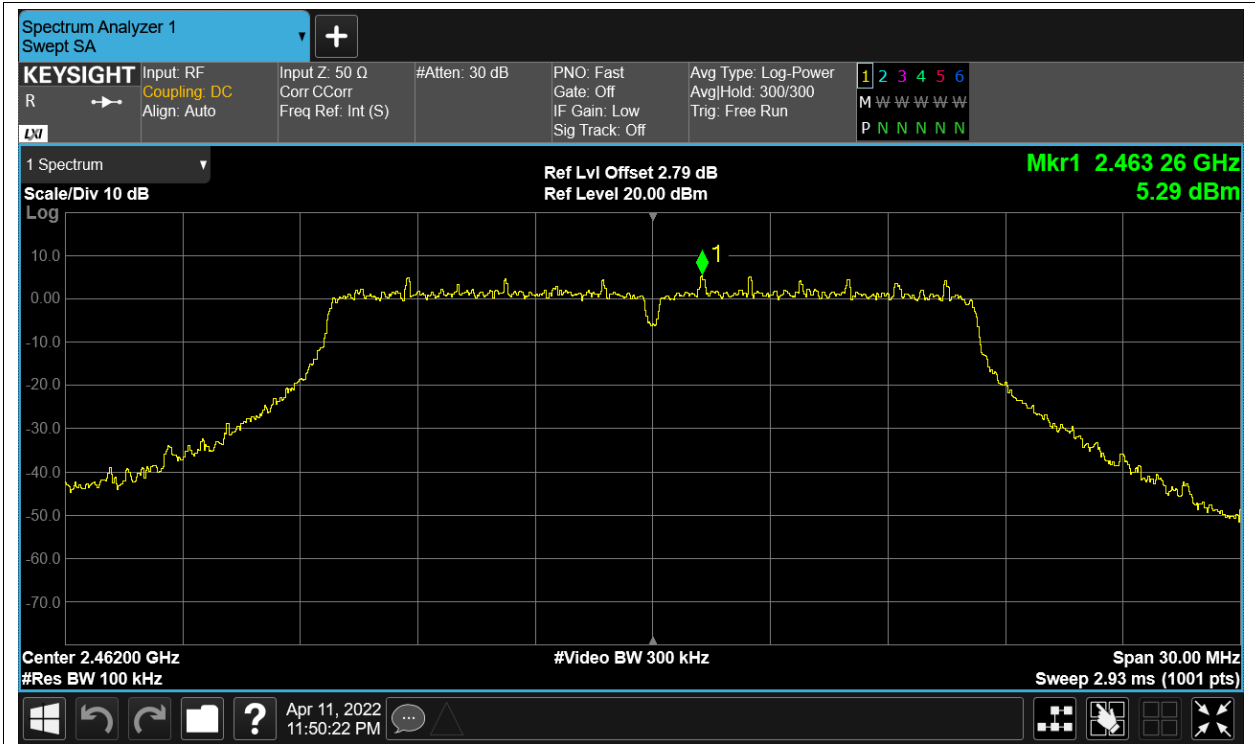 Spectrum Analyzer 1
Swept SA
+
KEYSIGHT
R
LXI
Input: RF
Coupling: DC
Align: Auto
Input Z: 50 Ω
Corr CCorr
Freq Ref: Int (S)
#Atten: 30 dB
PNO: Fast
Gate: Off
IF Gain: Low
Sig Track: Off
Avg Type: Log-Power
Avg|Hold: 300/300
Trig: Free Run
1 2 3 4 5 6
M W W W W W
P N N N N N
1 Spectrum
Scale/Div 10 dB
Log
Ref Lvl Offset 2.79 dB
Ref Level 20.00 dBm
Mkr1 2.463 26 GHz
5.29 dBm
1
10.0
0.00
-10.0
-20.0
-30.0
-40.0
-50.0
-60.0
-70.0
Center 2.46200 GHz
#Res BW 100 kHz
#Video BW 300 kHz
Span 30.00 MHz
Sweep 2.93 ms (1001 pts)
?
Apr 11, 2022
11:50:22 PM